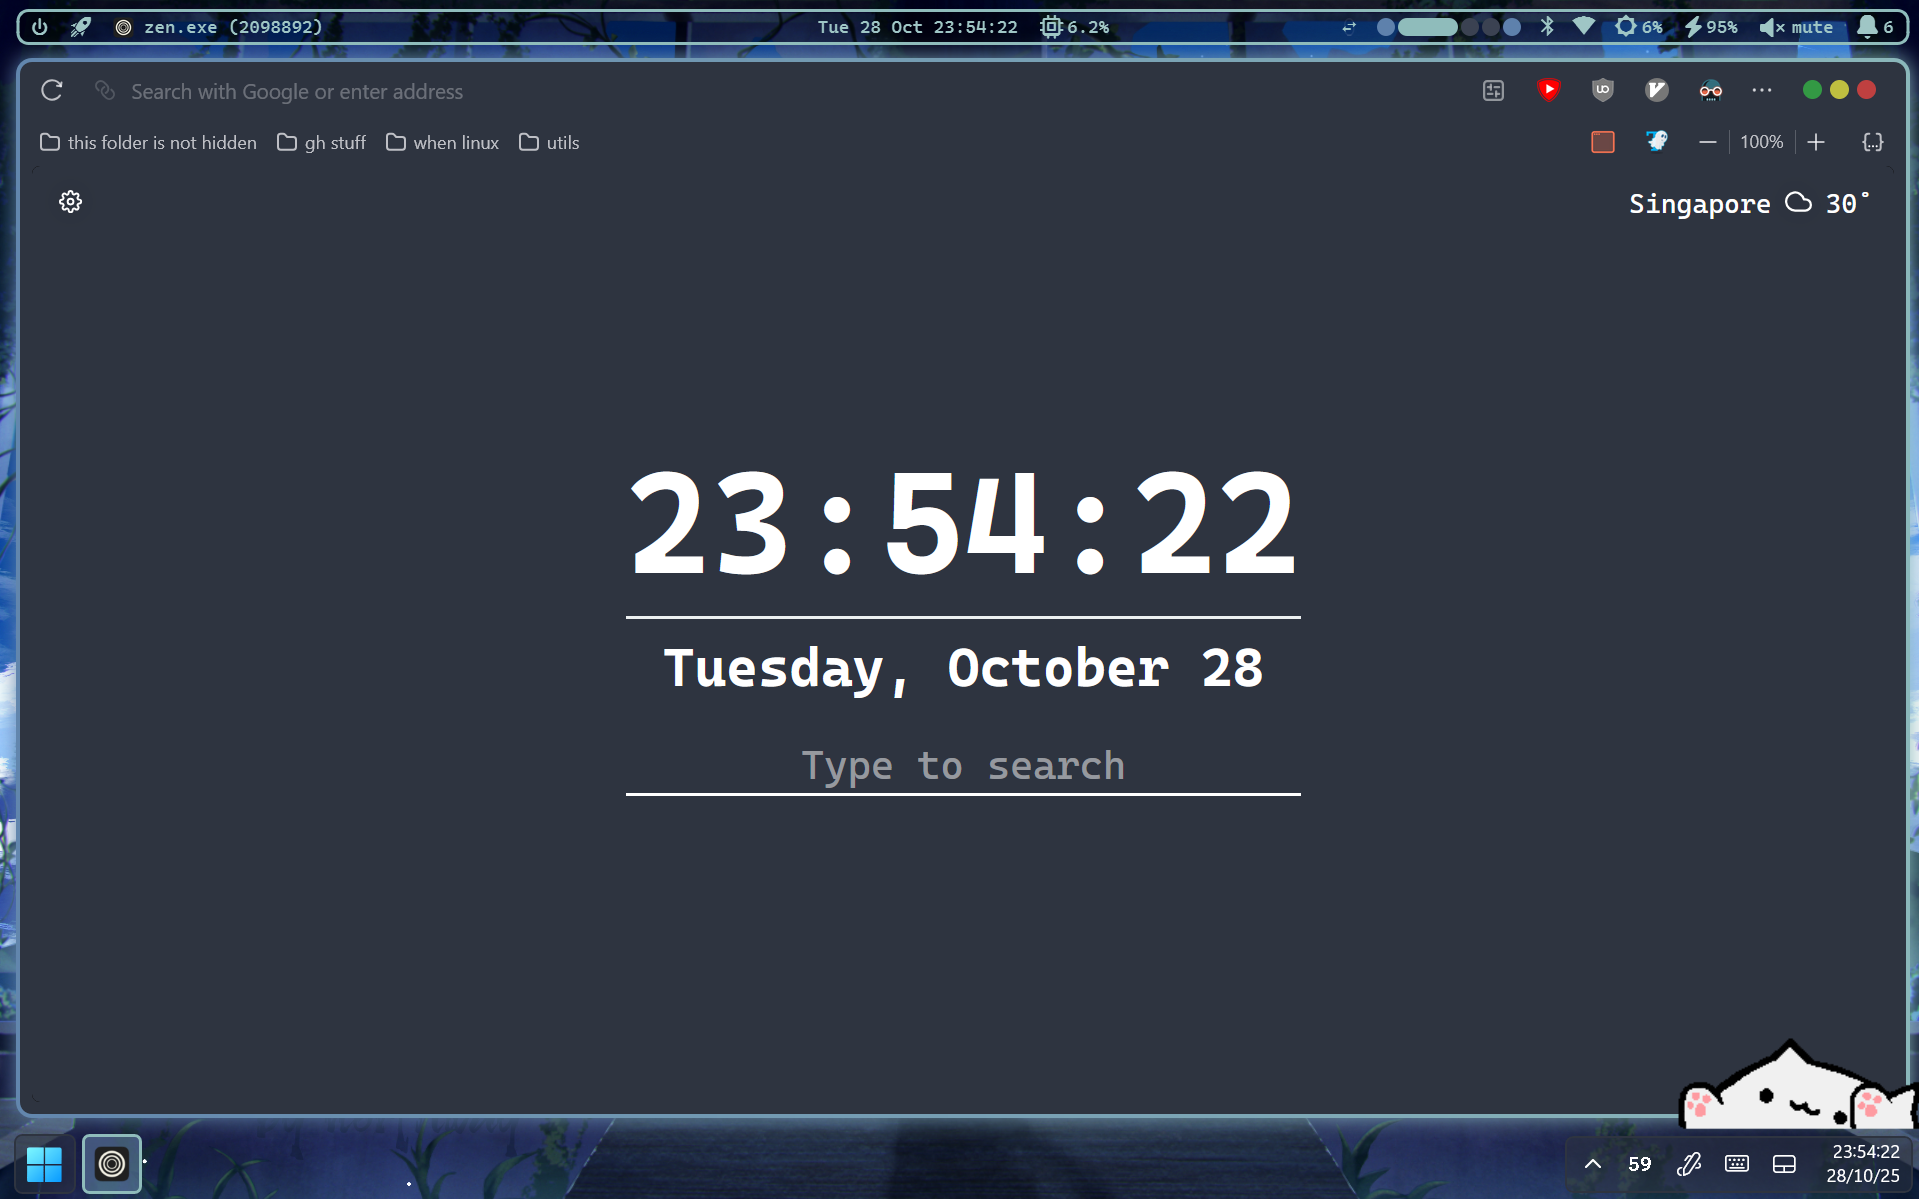 zen.exe (2098892) Tue 28 Oct 23:54:22 6.2% 6% 95% mute 6
Search with Google or enter address
this folder is not hidden gh stuff when linux utils 100%
Singapore 30°
23:54:22
Tuesday, October 28
Type to search
59 23:54:22
28/10/25